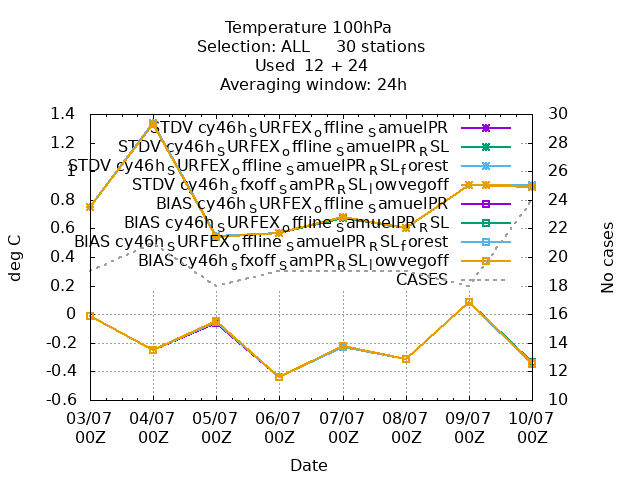 Temperature 100hPa
Selection: ALL 30 stations
Used 12 + 24
Averaging window: 24h
1.4
1.2
1
0.8
0.6
0.4
0.2
0
-0.2
-0.4
-0.6
deg C
30
28
26
24
22
20
18
16
14
12
10
No cases
STDV cy46h_SURFEX_offline_SamuelPR
STDV cy46h_SURFEX_offline_SamuelPR_RSL
STDV cy46h_SURFEX_offline_SamuelPR_RSL_forest
STDV cy46h_sfxoff_SamPR_RSL_lowvegoff
BIAS cy46h_SURFEX_offline_SamuelPR
BIAS cy46h_SURFEX_offline_SamuelPR_RSL
BIAS cy46h_SURFEX_offline_SamuelPR_RSL_forest
BIAS cy46h_sfxoff_SamPR_RSL_lowvegoff
CASES
03/07 04/07 05/07 06/07 07/07 08/07 09/07 10/07
00Z 00Z 00Z 00Z 00Z 00Z 00Z 00Z
Date